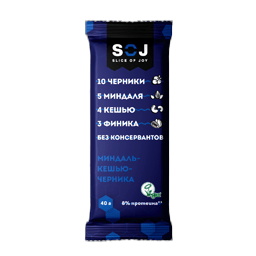 SOJ
SLICE OF JOY
10 ЧЕРНИКИ
5 МИНДАЛЯ
4 КЕШЬЮ
3 ФИНИКА
БЕЗ КОНСЕРВАНТОВ
МИНДАЛЬ-
КЕШЬЮ-
ЧЕРНИКА
40 г
8% протеина**